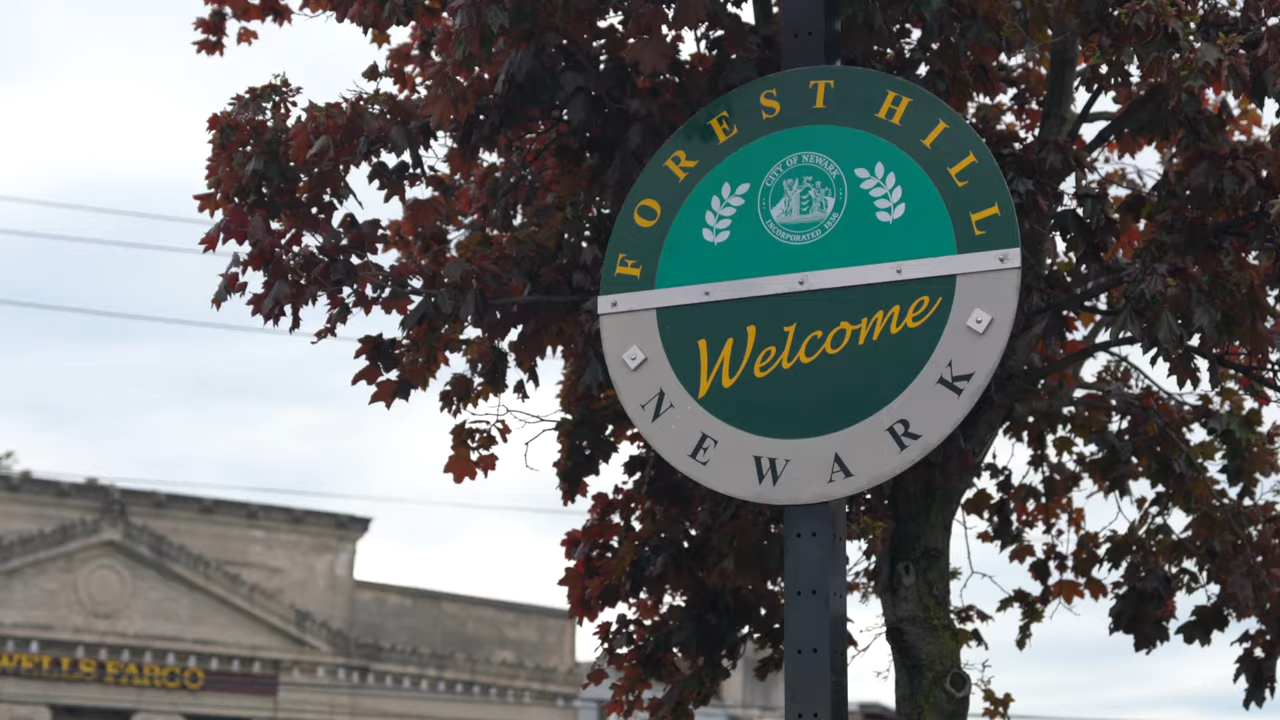 FOREST HILL
CITY OF NEWARK
INCORPORATED 1836
Welcome
NEWARK
WELLS FARGO